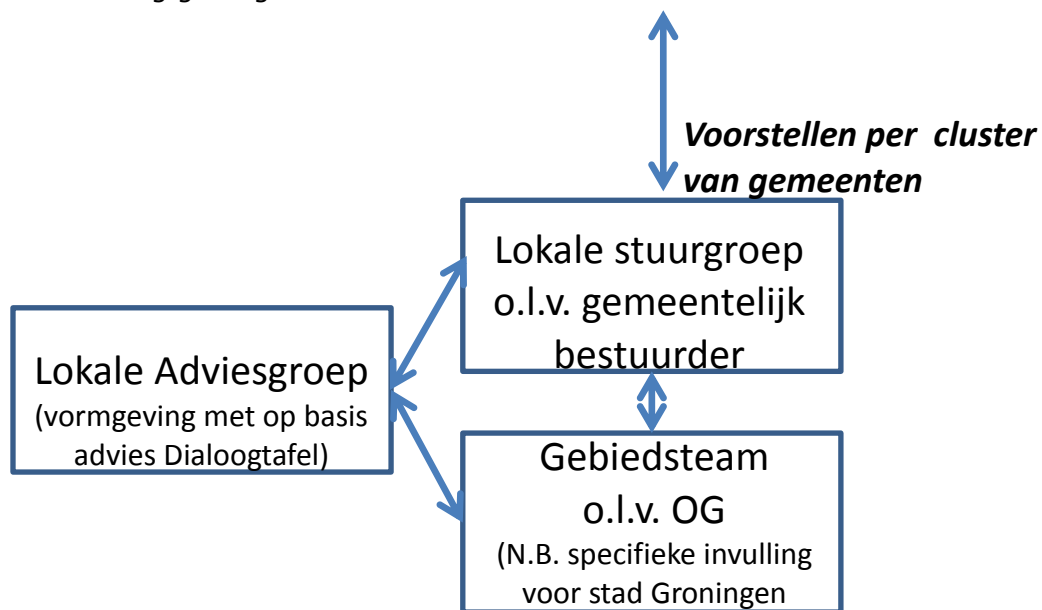 Voorstellen per cluster
van gemeenten
Lokale stuurgroep
o.l.v. gemeentelijk
bestuurder
Lokale Adviesgroep
(vormgeving met op basis
advies Dialoogtafel)
Gebiedsteam
o.l.v. OG
(N.B. specifieke invulling
voor stad Groningen